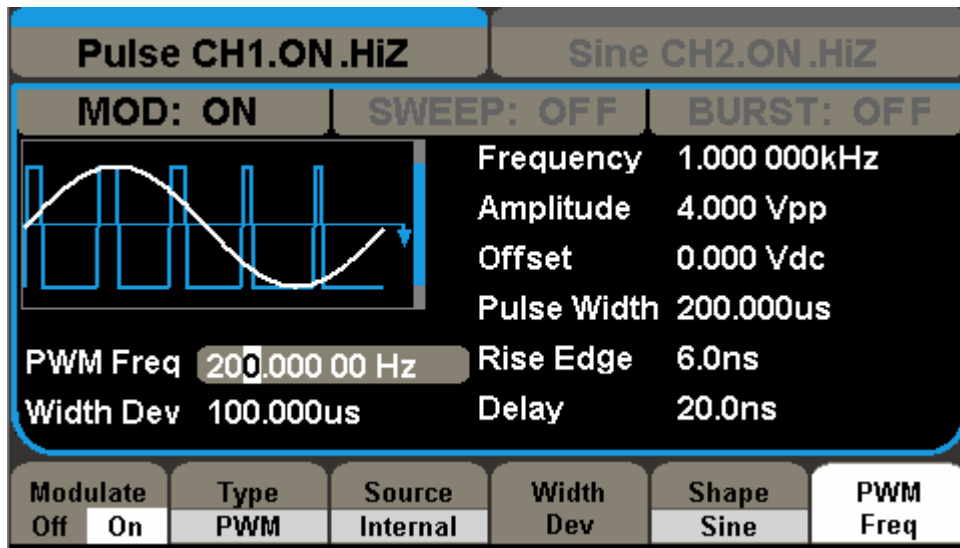 Pulse CH1.ON.HiZ
Sine CH2.ON.HiZ
MOD: ON
SWEEP: OFF
BURST: OFF
Frequency 1.000 000kHz
Amplitude 4.000 Vpp
Offset 0.000 Vdc
Pulse Width 200.000us
PWM Freq 200.000 00 Hz
Rise Edge 6.0ns
Width Dev 100.000us
Delay 20.0ns
Modulate
Off On
Type
PWM
Source
Internal
Width
Dev
Shape
Sine
PWM
Freq